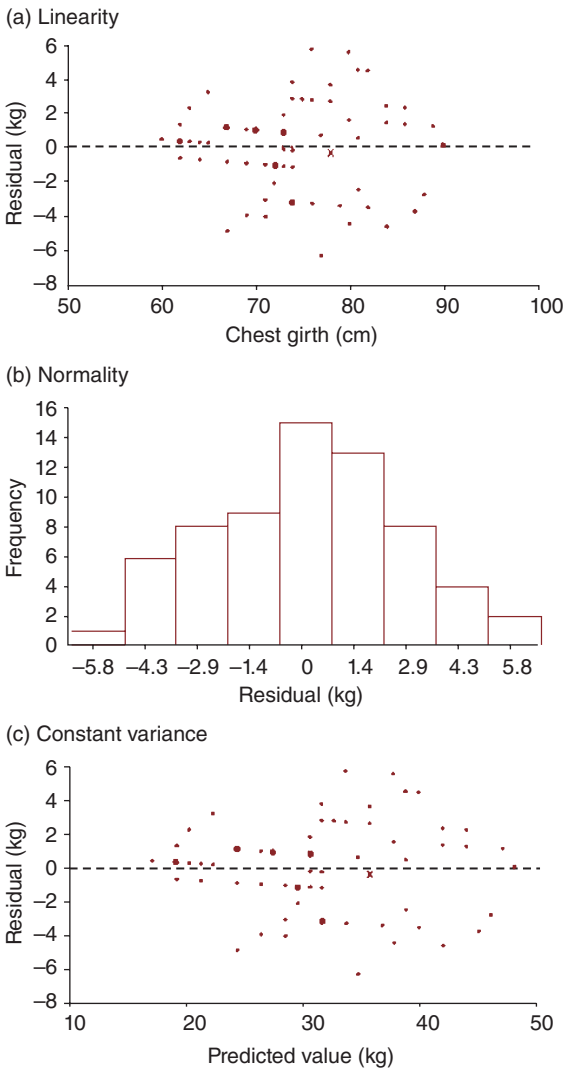 (a) Linearity
6
4
2
0
−2
−4
−6
−8
Residual (kg)
x
50 60 70 80 90 100
Chest girth (cm)
(b) Normality
16
14
12
10
8
6
4
2
0
Frequency
−5.8 −4.3 −2.9 −1.4 0 1.4 2.9 4.3 5.8
Residual (kg)
(c) Constant variance
6
4
2
0
−2
−4
−6
−8
Residual (kg)
x
10 20 30 40 50
Predicted value (kg)